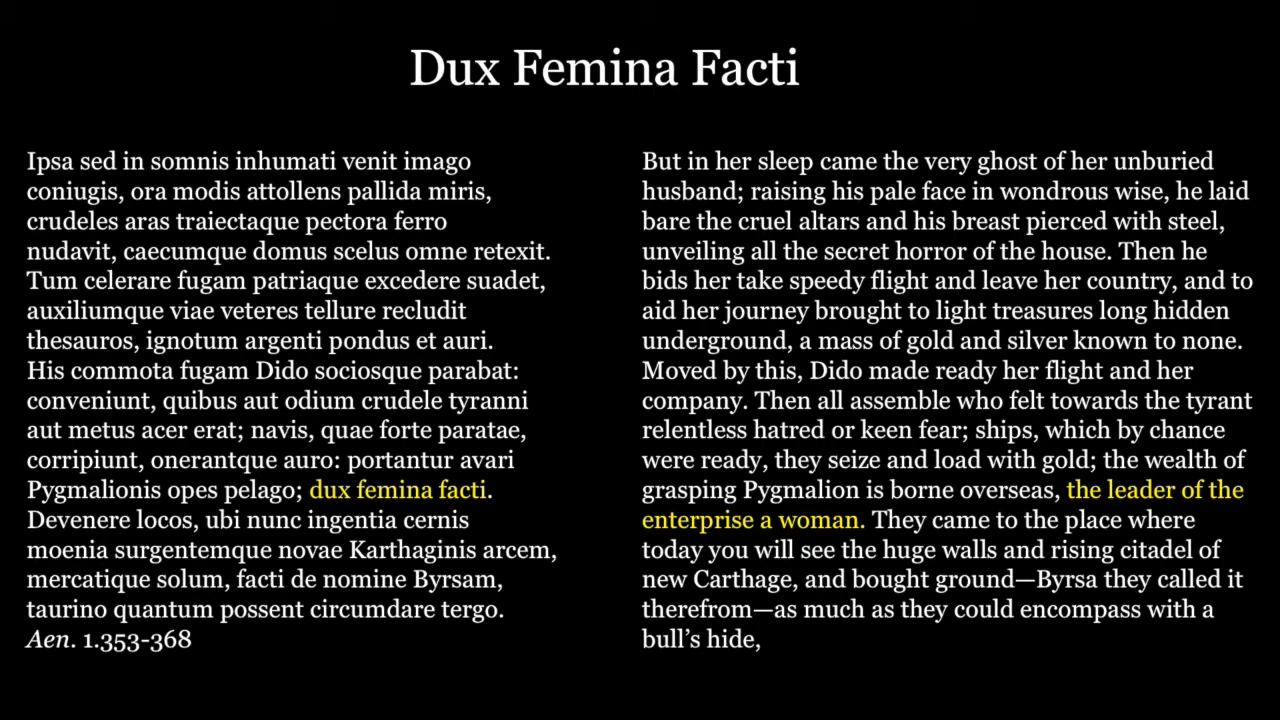 Dux Femina Facti
Ipsa sed in somnis inhumati venit imago
coniugis, ora modis attollens pallida miris,
crudeles aras traiectaque pectora ferro
nudavit, caecumque domus scelus omne retexit.
Tum celerare fugam patriaque excedere suadet,
auxiliumque viae veteres tellure recludit
thesauros, ignotum argenti pondus et auri.
His commota fugam Dido sociosque parabat:
conveniunt, quibus aut odium crudele tyranni
aut metus acer erat; navis, quae forte paratae,
corripiunt, onerantque auro: portantur avari
Pygmalionis opes pelago; dux femina facti.
Devenere locos, ubi nunc ingentia cernis
moenia surgentemque novae Karthaginis arcem,
mercatique solum, facti de nomine Byrsam,
taurino quantum possent circumdare tergo.
Aen. 1.353-368
But in her sleep came the very ghost of her unburied
husband; raising his pale face in wondrous wise, he laid
bare the cruel altars and his breast pierced with steel,
unveiling all the secret horror of the house. Then he
bids her take speedy flight and leave her country, and to
aid her journey brought to light treasures long hidden
underground, a mass of gold and silver known to none.
Moved by this, Dido made ready her flight and her
company. Then all assemble who felt towards the tyrant
relentless hatred or keen fear; ships, which by chance
were ready, they seize and load with gold; the wealth of
grasping Pygmalion is borne overseas, the leader of the
enterprise a woman. They came to the place where
today you will see the huge walls and rising citadel of
new Carthage, and bought ground—Byrsa they called it
therefrom—as much as they could encompass with a
bull's hide,